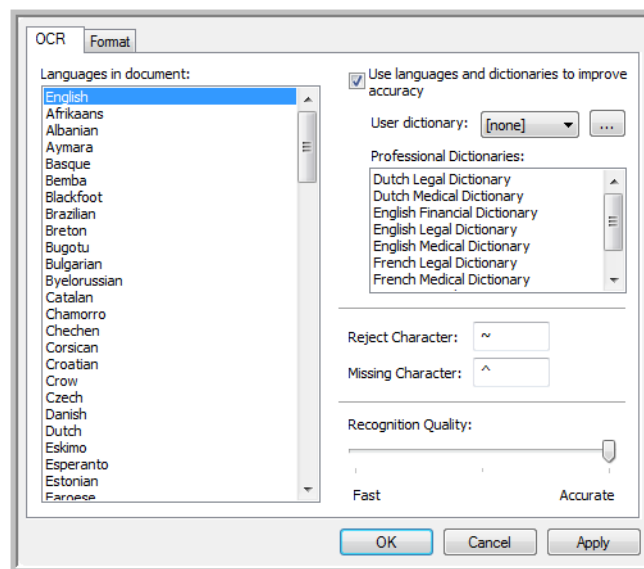 OCR
Format
Languages in document:
English
Afrikaans
Albanian
Aymara
Basque
Bemba
Blackfoot
Brazilian
Breton
Bugotu
Bulgarian
Byelorussian
Catalan
Chamorro
Chechen
Corsican
Croatian
Crow
Czech
Danish
Dutch
Eskimo
Esperanto
Estonian
Faroese
Use languages and dictionaries to improve
accuracy
User dictionary: [none] ...
Professional Dictionaries:
Dutch Legal Dictionary
Dutch Medical Dictionary
English Financial Dictionary
English Legal Dictionary
English Medical Dictionary
French Legal Dictionary
French Medical Dictionary
Reject Character: ~
Missing Character: ^
Recognition Quality:
Fast Accurate
OK Cancel Apply